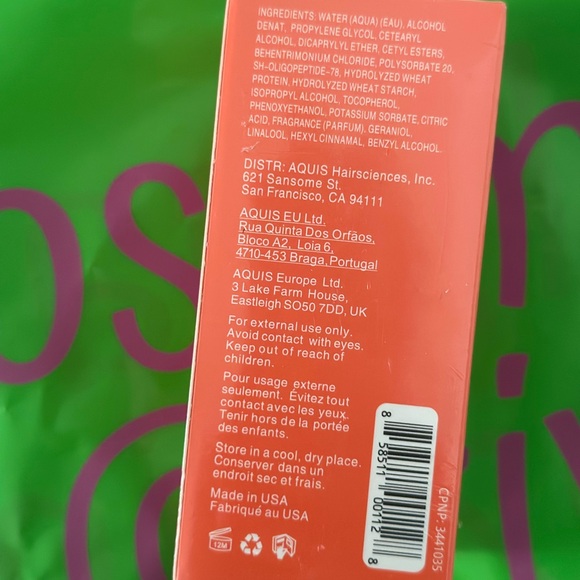 INGREDIENTS: WATER (AQUA) (EAU), ALCOHOL
DENAT, PROPYLENE GLYCOL, CETEARYL
ALCOHOL, DICAPRYLYL ETHER, CETYL ESTERS,
BEHENTRIMONIUM CHLORIDE, POLYSORBATE 20,
SH-OLIGOPEPTIDE-78, HYDROLYZED WHEAT
PROTEIN, HYDROLYZED WHEAT STARCH,
ISOPROPYL ALCOHOL, TOCOPHEROL,
PHENOXYETHANOL, POTASSIUM SORBATE, CITRIC
ACID, FRAGRANCE (PARFUM), GERANIOL,
LINALOOL, HEXYL CINNAMAL, BENZYL ALCOHOL.
DISTR: AQUIS Hairsciences, Inc.
621 Sansome St.
San Francisco, CA 94111
AQUIS EU Ltd.
Rua Quinta Dos Orfãos,
Bloco A2, Loia 6,
4710-453 Braga, Portugal
AQUIS Europe Ltd.
3 Lake Farm House,
Eastleigh SO50 7DD, UK
For external use only.
Avoid contact with eyes.
Keep out of reach of
children.
Pour usage externe
seulement. Évitez tout
contact avec les yeux.
Tenir hors de la portée
des enfants.
Store in a cool, dry place.
Conserver dans un
endroit sec et frais.
Made in USA
Fabriqué au USA
12M
8 58511 00112 8
CPNP: 3441035